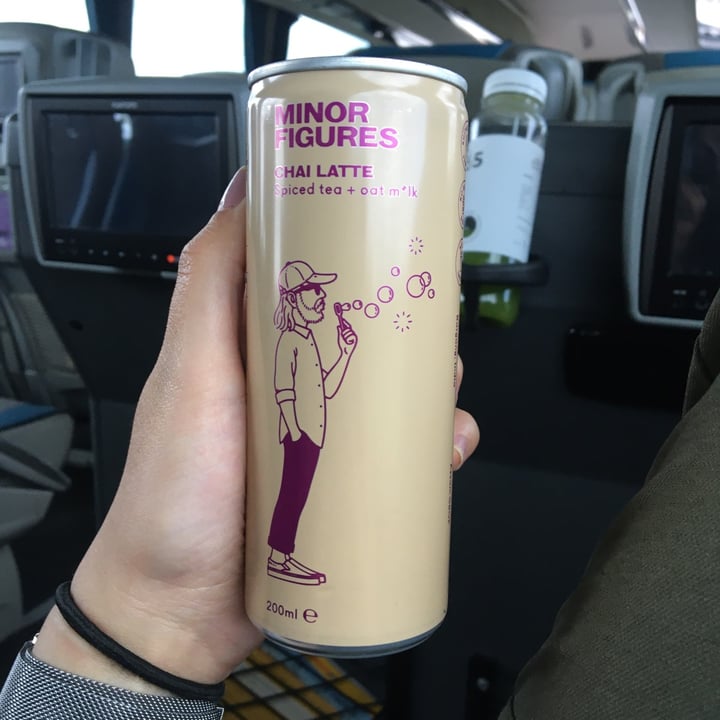 MINOR
FIGURES
CHAI LATTE
Spiced tea + oat m*lk
200ml e